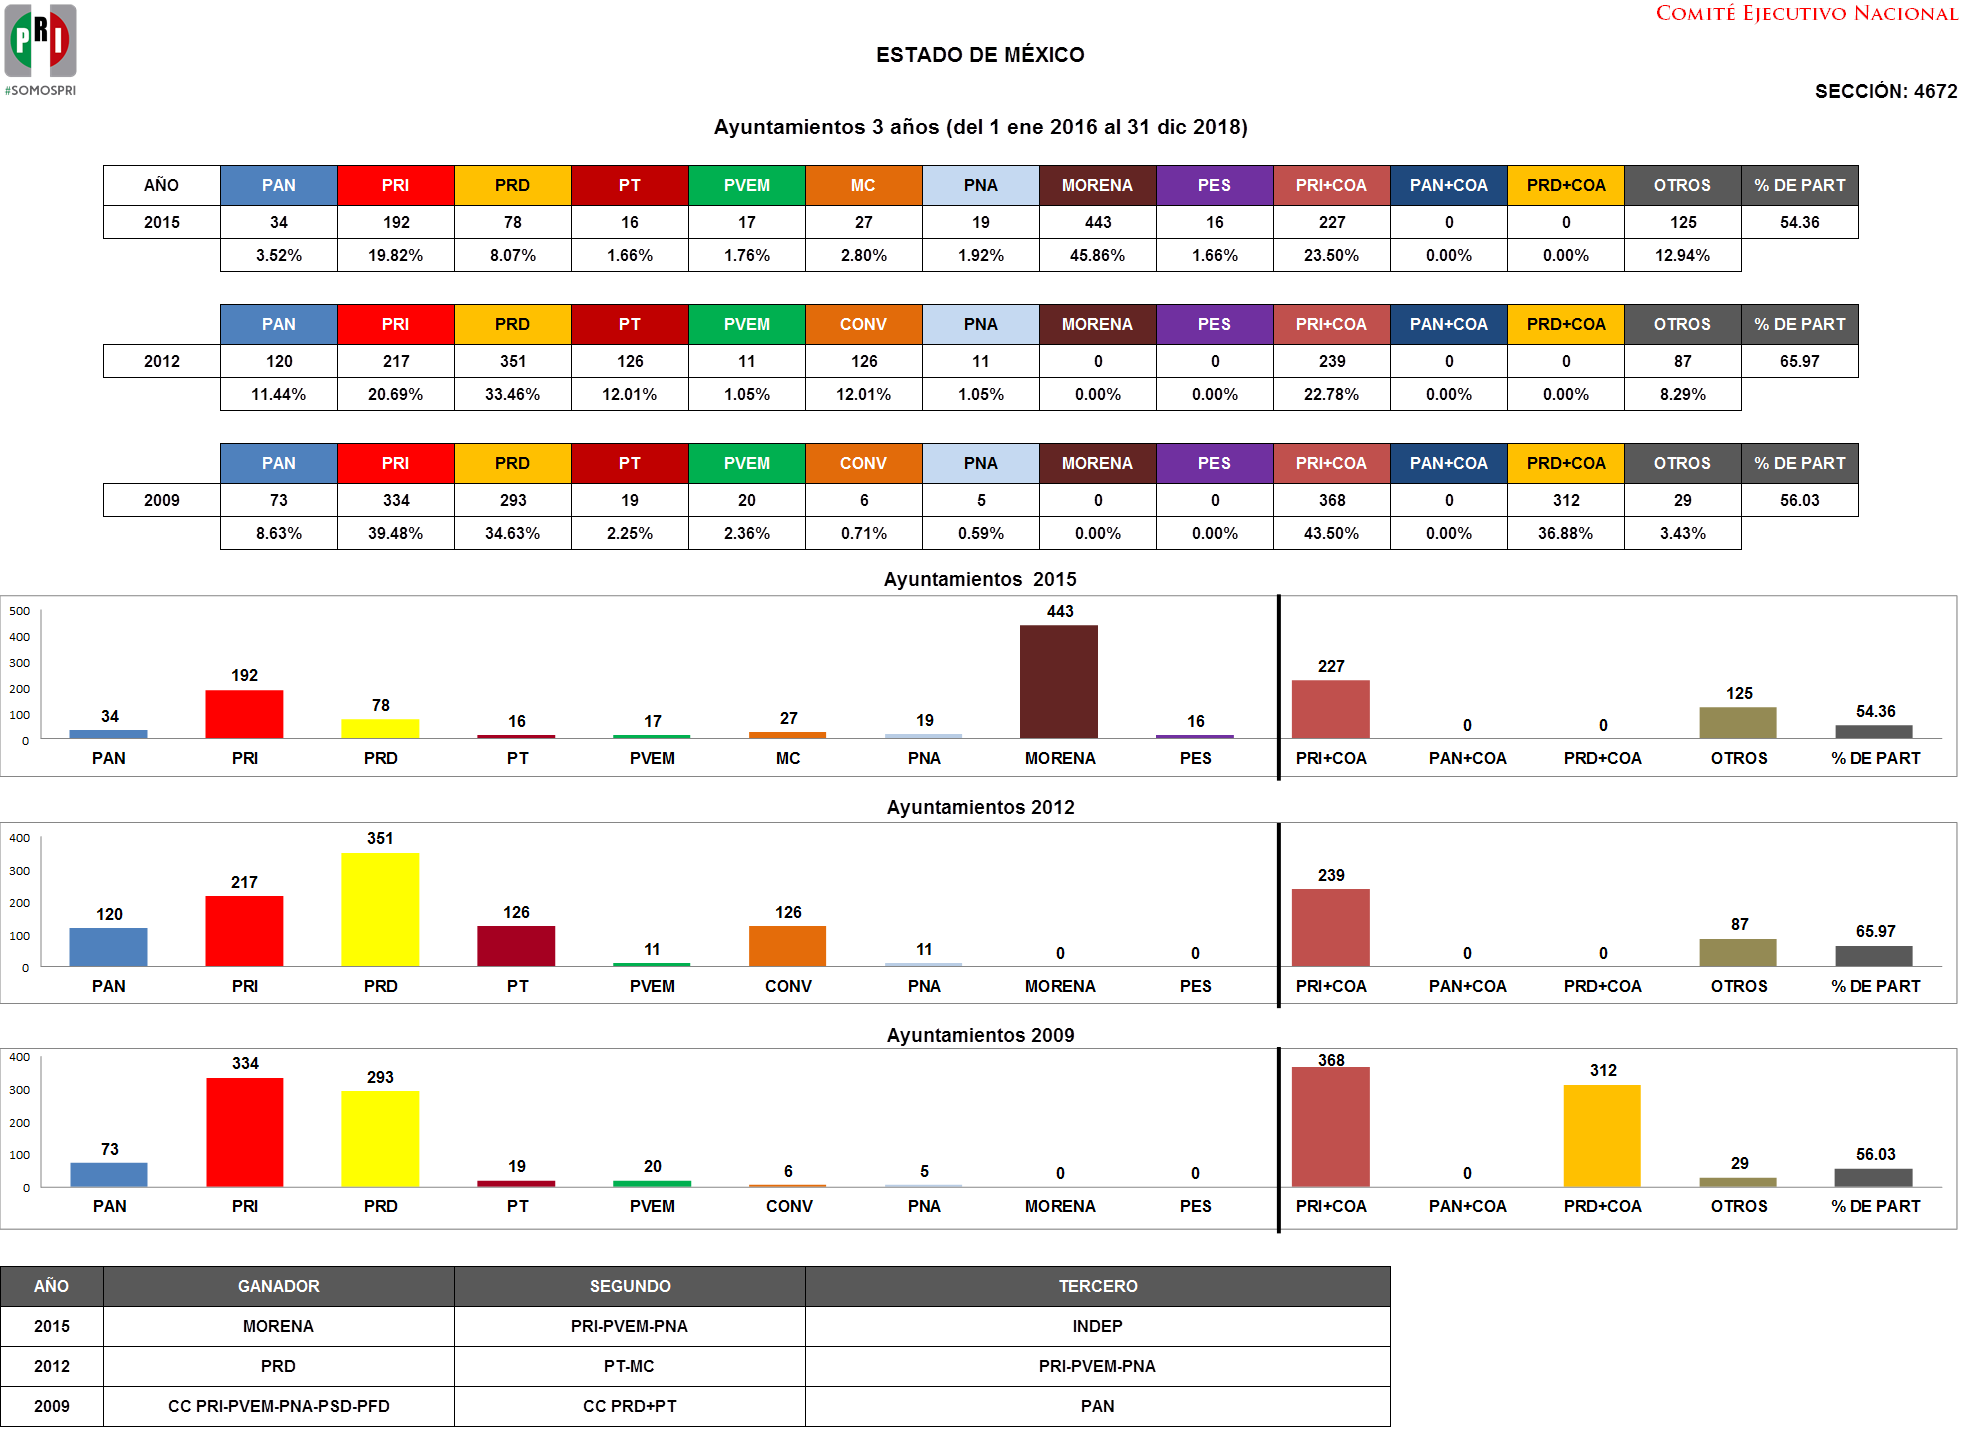 PRI
#SOMOSPRI
COMITÉ EJECUTIVO NACIONAL
ESTADO DE MÉXICO
SECCIÓN: 4672
Ayuntamientos 3 años (del 1 ene 2016 al 31 dic 2018)
AÑO PAN PRI PRD PT PVEM MC PNA MORENA PES PRI+COA PAN+COA PRD+COA OTROS % DE PART
2015 34 192 78 16 17 27 19 443 16 227 0 0 125 54.36
3.52% 19.82% 8.07% 1.66% 1.76% 2.80% 1.92% 45.86% 1.66% 23.50% 0.00% 0.00% 12.94%
PAN PRI PRD PT PVEM CONV PNA MORENA PES PRI+COA PAN+COA PRD+COA OTROS % DE PART
2012 120 217 351 126 11 126 11 0 0 239 0 0 87 65.97
11.44% 20.69% 33.46% 12.01% 1.05% 12.01% 1.05% 0.00% 0.00% 22.78% 0.00% 0.00% 8.29%
PAN PRI PRD PT PVEM CONV PNA MORENA PES PRI+COA PAN+COA PRD+COA OTROS % DE PART
2009 73 334 293 19 20 6 5 0 0 368 0 312 29 56.03
8.63% 39.48% 34.63% 2.25% 2.36% 0.71% 0.59% 0.00% 0.00% 43.50% 0.00% 36.88% 3.43%
Ayuntamientos 2015
500
400
300
200
100
0
34 192 78 16 17 27 19 443 16 227 0 0 125 54.36
PAN PRI PRD PT PVEM MC PNA MORENA PES PRI+COA PAN+COA PRD+COA OTROS % DE PART
Ayuntamientos 2012
400
300
200
100
0
120 217 351 126 11 126 11 0 0 239 0 0 87 65.97
PAN PRI PRD PT PVEM CONV PNA MORENA PES PRI+COA PAN+COA PRD+COA OTROS % DE PART
Ayuntamientos 2009
400
300
200
100
0
73 334 293 19 20 6 5 0 0 368 0 312 29 56.03
PAN PRI PRD PT PVEM CONV PNA MORENA PES PRI+COA PAN+COA PRD+COA OTROS % DE PART
AÑO GANADOR SEGUNDO TERCERO
2015 MORENA PRI-PVEM-PNA INDEP
2012 PRD PT-MC PRI-PVEM-PNA
2009 CC PRI-PVEM-PNA-PSD-PFD CC PRD+PT PAN